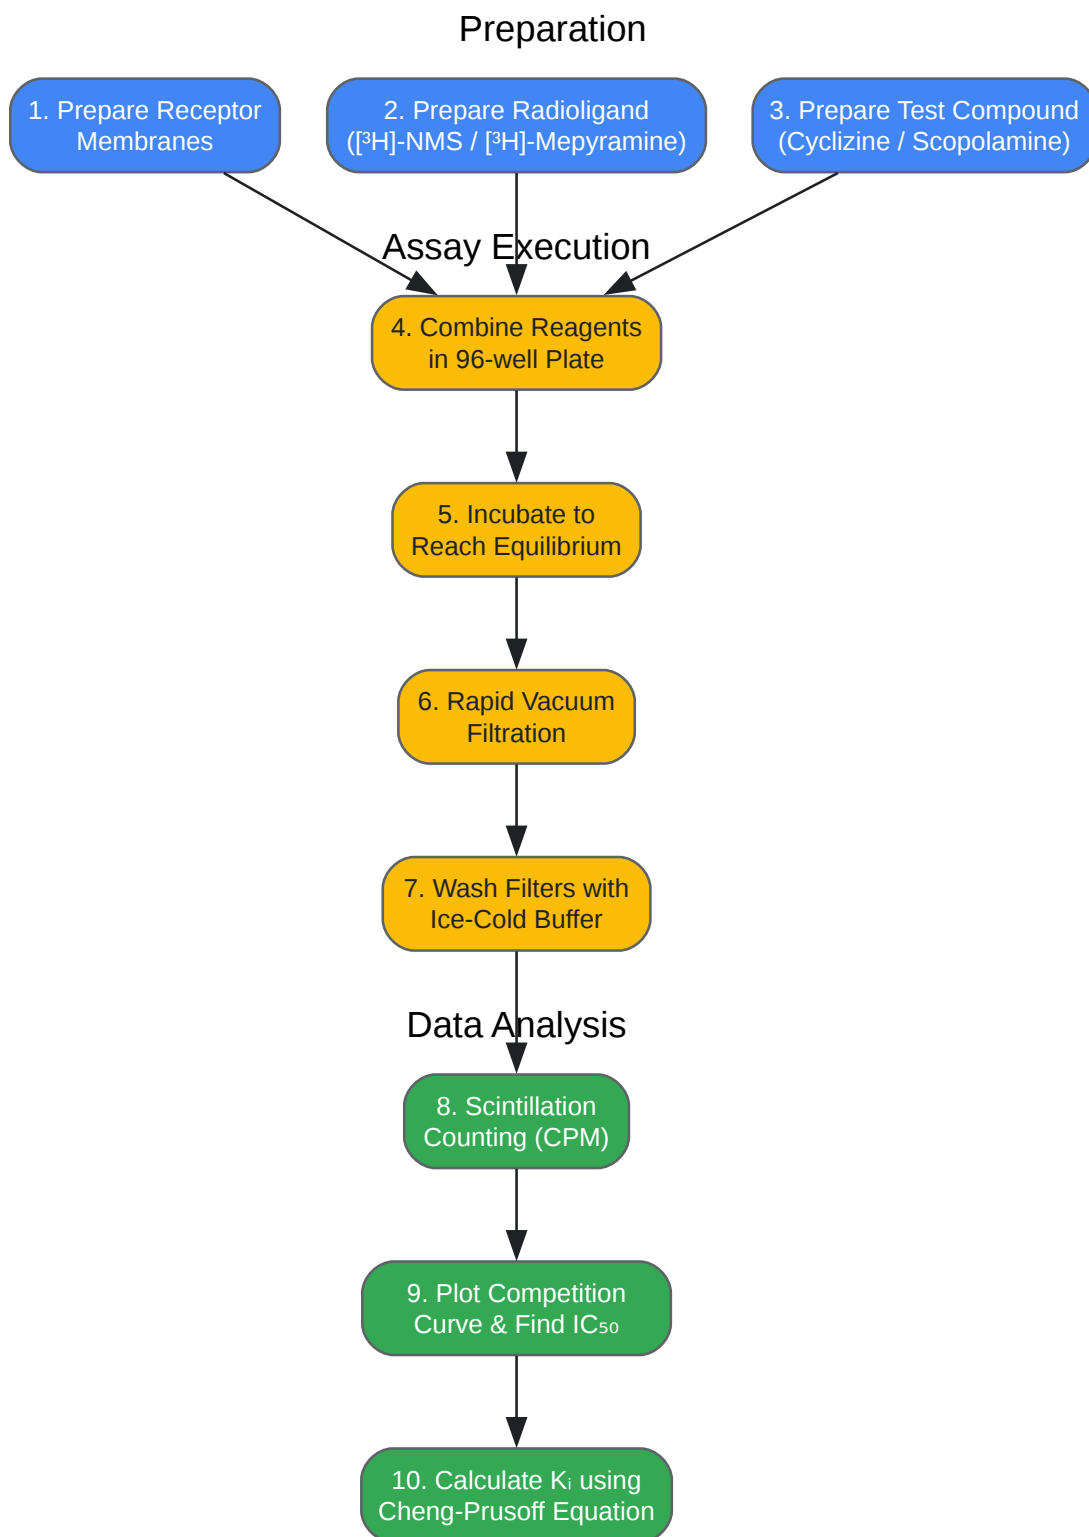 Preparation
1. Prepare Receptor
Membranes
2. Prepare Radioligand
([³H]-NMS / [³H]-Mepyramine)
3. Prepare Test Compound
(Cyclizine / Scopolamine)
Assay Execution
4. Combine Reagents
in 96-well Plate
5. Incubate to
Reach Equilibrium
6. Rapid Vacuum
Filtration
7. Wash Filters with
Ice-Cold Buffer
Data Analysis
8. Scintillation
Counting (CPM)
9. Plot Competition
Curve & Find IC₅₀
10. Calculate Kᵢ using
Cheng-Prusoff Equation